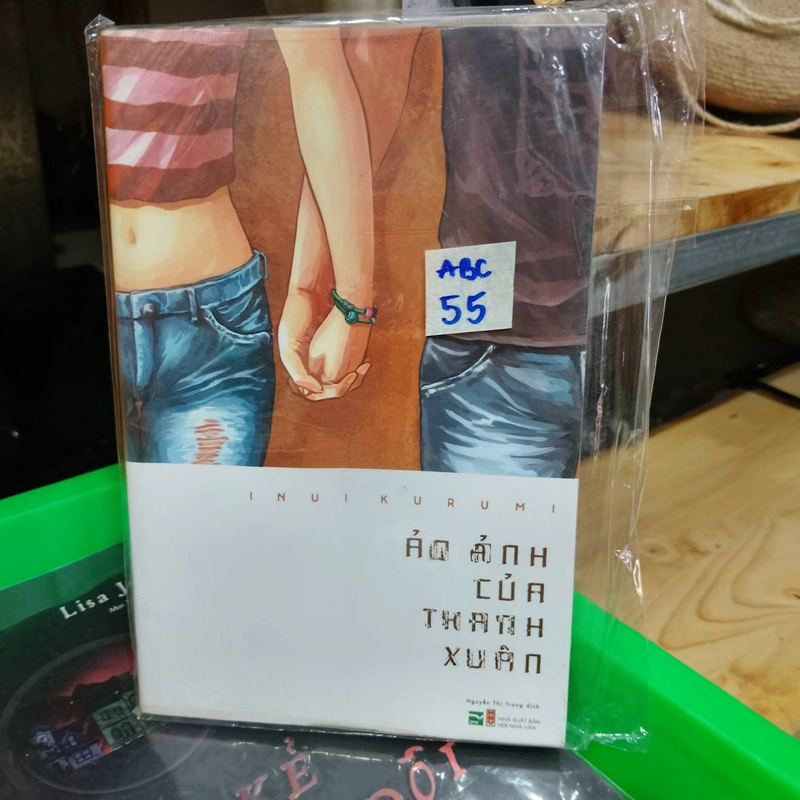 ABC
55
INUI KURUMI
ẢO ẢNH
CỦA
THANH
XUÂN
Nguyễn Thị Trang dịch
NHÀ XUẤT BẢN
HỘI NHÀ VĂN
Lisa
KẺ